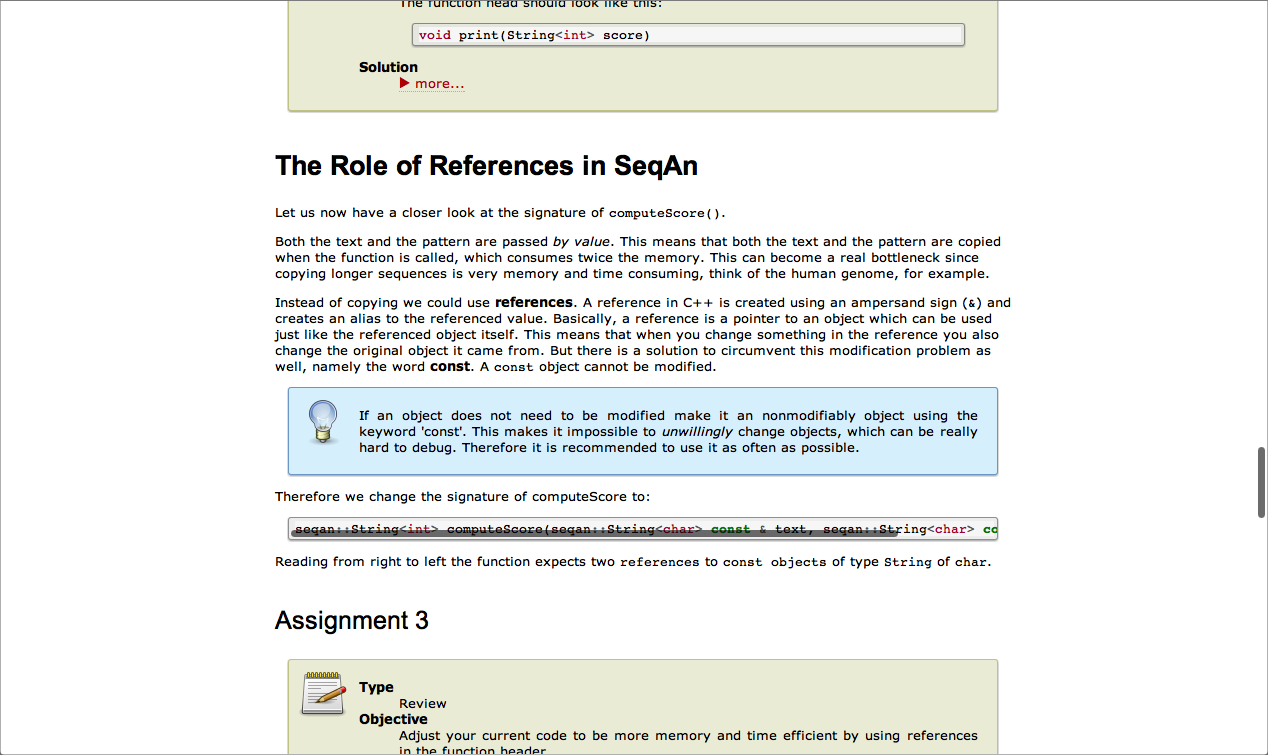 The function head should look like this:
void print(String<int> score)
Solution
▶ more...
The Role of References in SeqAn
Let us now have a closer look at the signature of computeScore().
Both the text and the pattern are passed by value. This means that both the text and the pattern are copied
when the function is called, which consumes twice the memory. This can become a real bottleneck since
copying longer sequences is very memory and time consuming, think of the human genome, for example.
Instead of copying we could use references. A reference in C++ is created using an ampersand sign (&) and
creates an alias to the referenced value. Basically, a reference is a pointer to an object which can be used
just like the referenced object itself. This means that when you change something in the reference you also
change the original object it came from. But there is a solution to circumvent this modification problem as
well, namely the word const. A const object cannot be modified.
If an object does not need to be modified make it an nonmodifiably object using the
keyword 'const'. This makes it impossible to unwillingly change objects, which can be really
hard to debug. Therefore it is recommended to use it as often as possible.
Therefore we change the signature of computeScore to:
seqan::String<int> computeScore(seqan::String<char> const & text, seqan::String<char> co
Reading from right to left the function expects two references to const objects of type String of char.
Assignment 3
Type
Review
Objective
Adjust your current code to be more memory and time efficient by using references
in the function header